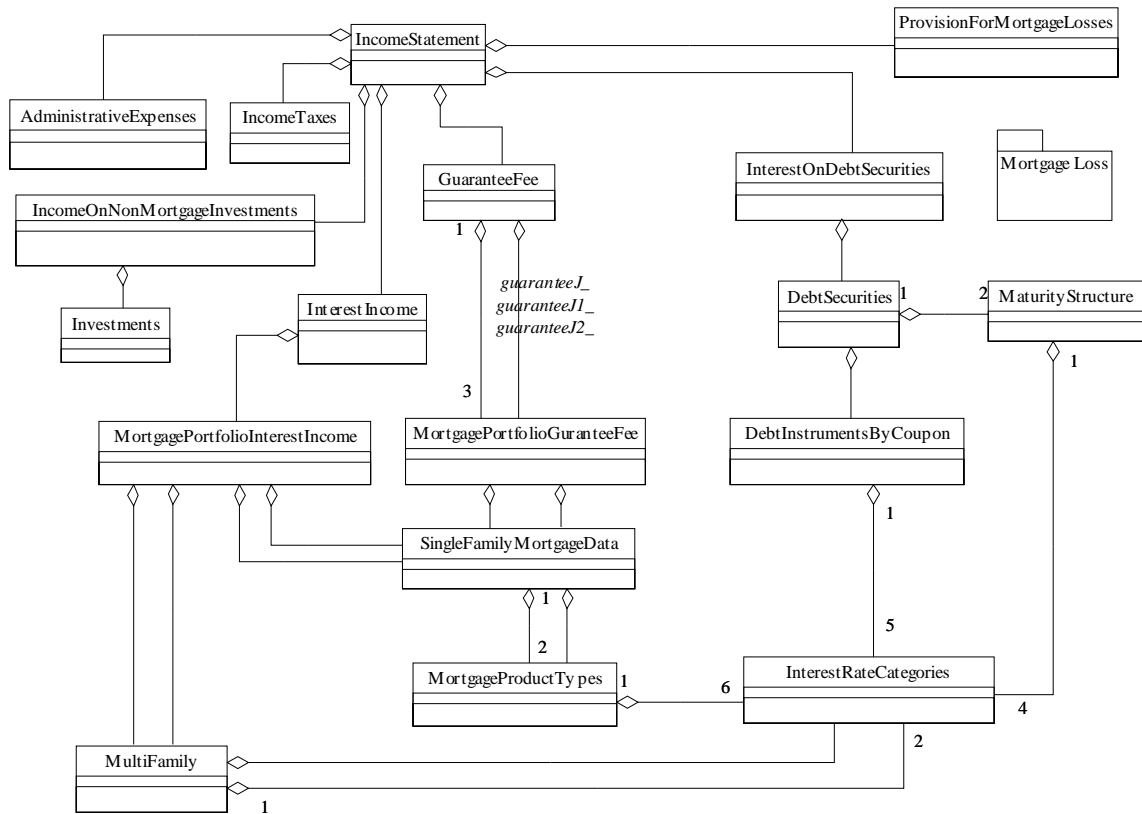 ProvisionForMortgageLosses
IncomeStatement
AdministrativeExpenses
IncomeTaxes
GuaranteeFee
InterestOnDebtSecurities
Mortgage Loss
IncomeOnNonMortgageInvestments
1
guaranteeJ_
guaranteeJ1_
guaranteeJ2_
InterestIncome
DebtSecurities
1
2
MaturityStructure
Investments
1
3
MortgagePortfolioInterestIncome
MortgagePortfolioGuranteeFee
DebtInstrumentsByCoupon
1
SingleFamilyMortgageData
1
5
2
MortgageProductTypes
1
6
InterestRateCategories
4
2
MultiFamily
1